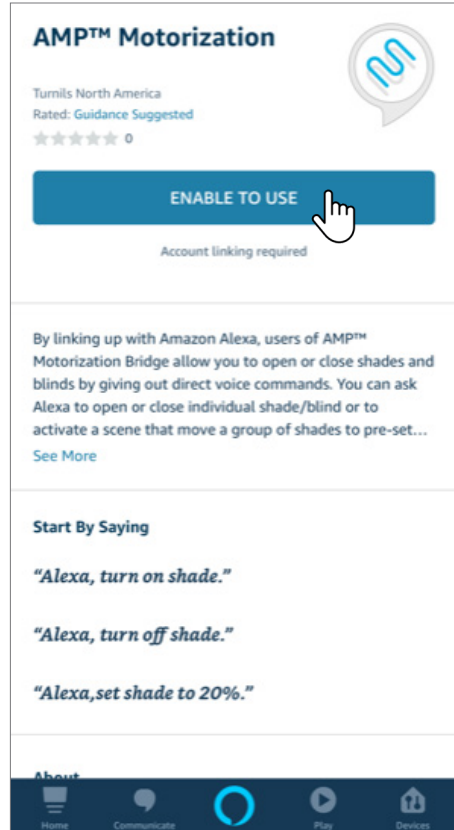 AMP™ Motorization
Turnils North America
Rated: Guidance Suggested
0
ENABLE TO USE
Account linking required
By linking up with Amazon Alexa, users of AMP™
Motorization Bridge allow you to open or close shades and
blinds by giving out direct voice commands. You can ask
Alexa to open or close individual shade/blind or to
activate a scene that move a group of shades to pre-set...
See More
Start By Saying
“Alexa, turn on shade.”
“Alexa, turn off shade.”
“Alexa,set shade to 20%.”
About
Home Communicate Play Devices